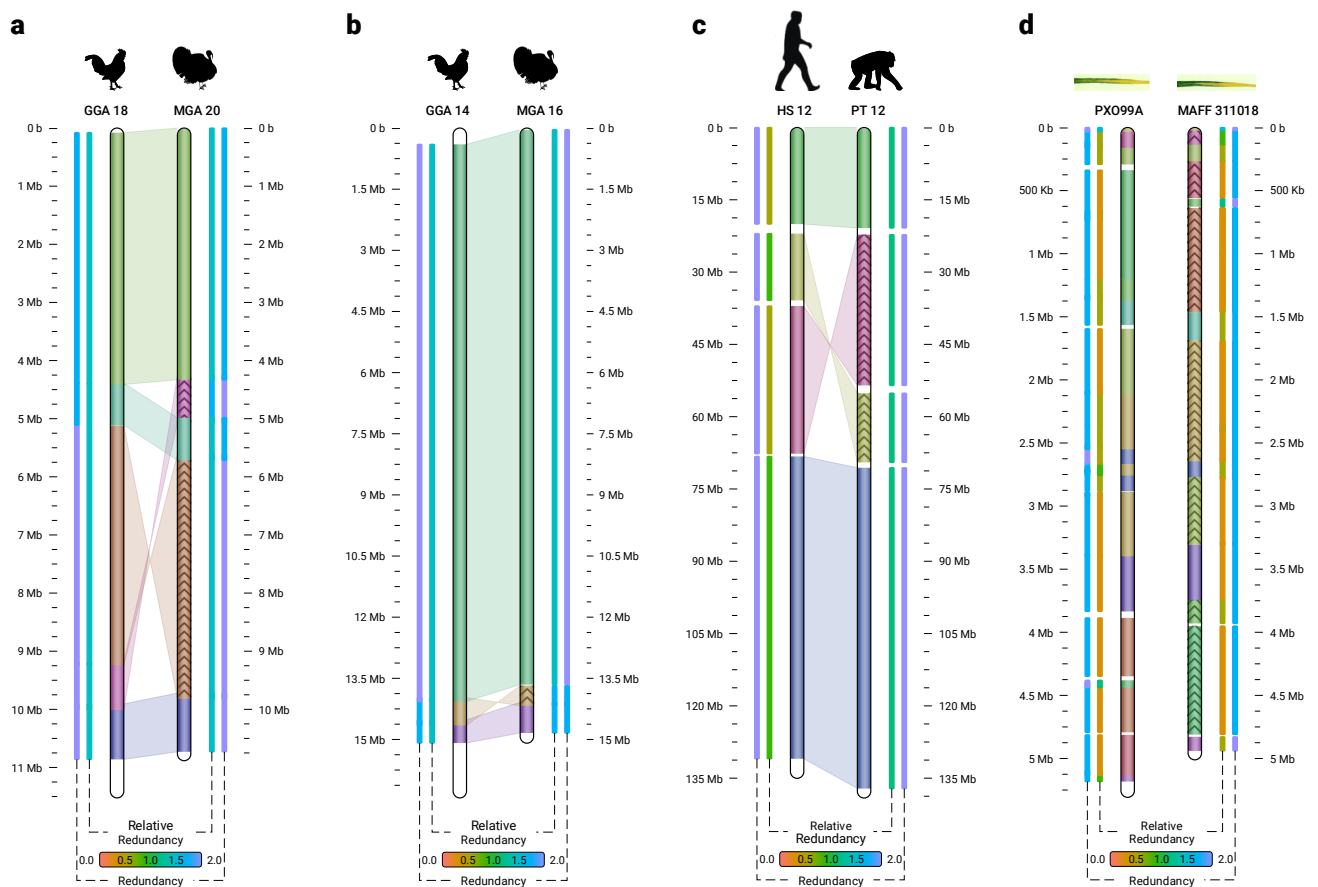 a
b
c
d
GGA 18
MGA 20
GGA 14
MGA 16
HS 12
PT 12
PXO99A
MAFF 311018
0 b
1 Mb
2 Mb
3 Mb
4 Mb
5 Mb
6 Mb
7 Mb
8 Mb
9 Mb
10 Mb
11 Mb
0 b
1 Mb
2 Mb
3 Mb
4 Mb
5 Mb
6 Mb
7 Mb
8 Mb
9 Mb
10 Mb
Relative
Redundancy
0.0 0.5 1.0 1.5 2.0
Redundancy
0 b
1.5 Mb
3 Mb
4.5 Mb
6 Mb
7.5 Mb
9 Mb
10.5 Mb
12 Mb
13.5 Mb
15 Mb
0 b
1.5 Mb
3 Mb
4.5 Mb
6 Mb
7.5 Mb
9 Mb
10.5 Mb
12 Mb
13.5 Mb
15 Mb
Relative
Redundancy
0.0 0.5 1.0 1.5 2.0
Redundancy
0 b
15 Mb
30 Mb
45 Mb
60 Mb
75 Mb
90 Mb
105 Mb
120 Mb
135 Mb
0 b
15 Mb
30 Mb
45 Mb
60 Mb
75 Mb
90 Mb
105 Mb
120 Mb
135 Mb
Relative
Redundancy
0.0 0.5 1.0 1.5 2.0
Redundancy
0 b
500 Kb
1 Mb
1.5 Mb
2 Mb
2.5 Mb
3 Mb
3.5 Mb
4 Mb
4.5 Mb
5 Mb
0 b
500 Kb
1 Mb
1.5 Mb
2 Mb
2.5 Mb
3 Mb
3.5 Mb
4 Mb
4.5 Mb
5 Mb
Relative
Redundancy
0.0 0.5 1.0 1.5 2.0
Redundancy